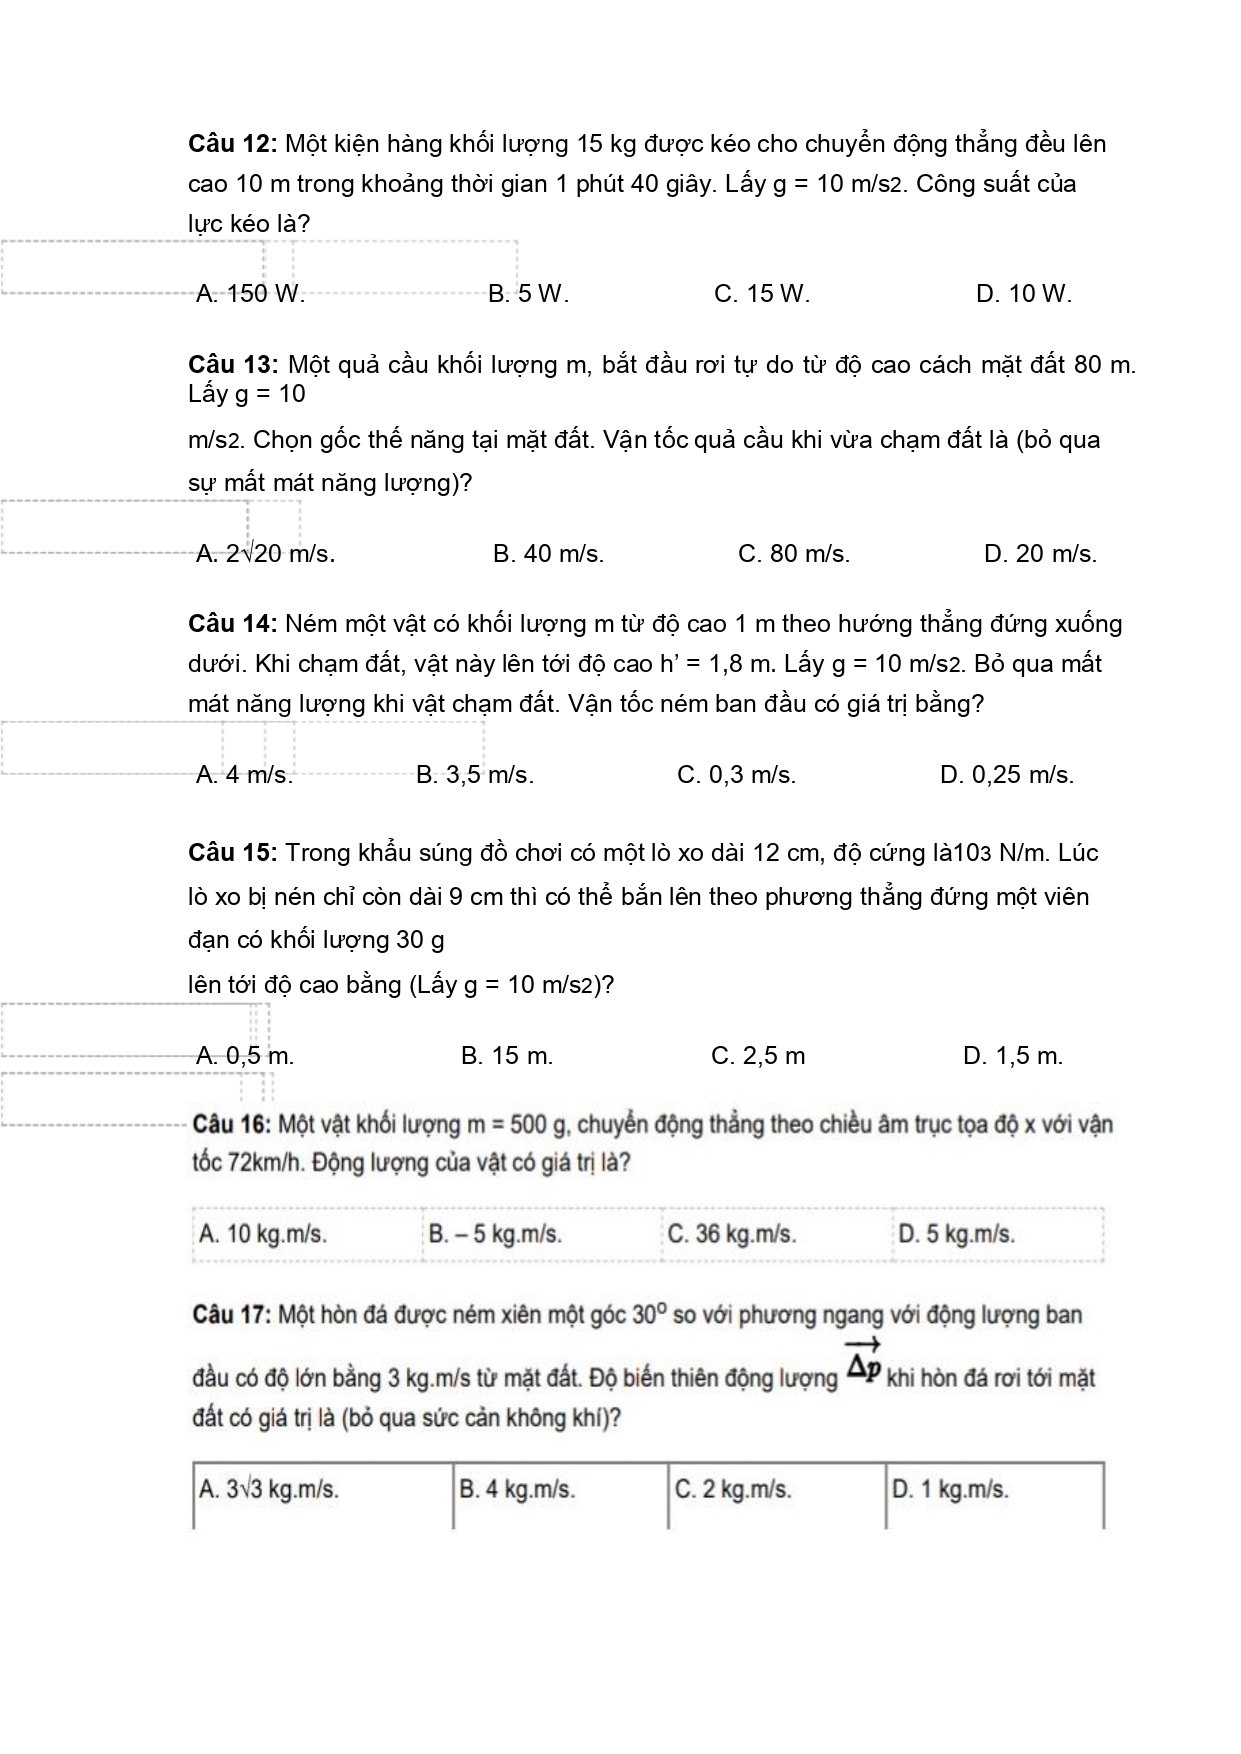 Câu 12: Một kiện hàng khối lượng 15 kg được kéo cho chuyển động thẳng đều lên
cao 10 m trong khoảng thời gian 1 phút 40 giây. Lấy g = 10 m/s2. Công suất của
lực kéo là?
A. 150 W. B. 5 W. C. 15 W. D. 10 W.
Câu 13: Một quả cầu khối lượng m, bắt đầu rơi tự do từ độ cao cách mặt đất 80 m.
Lấy g = 10
m/s2. Chọn gốc thế năng tại mặt đất. Vận tốc quả cầu khi vừa chạm đất là (bỏ qua
sự mất mát năng lượng)?
A. 2√20 m/s. B. 40 m/s. C. 80 m/s. D. 20 m/s.
Câu 14: Ném một vật có khối lượng m từ độ cao 1 m theo hướng thẳng đứng xuống
dưới. Khi chạm đất, vật này lên tới độ cao h’ = 1,8 m. Lấy g = 10 m/s2. Bỏ qua mất
mát năng lượng khi vật chạm đất. Vận tốc ném ban đầu có giá trị bằng?
A. 4 m/s. B. 3,5 m/s. C. 0,3 m/s. D. 0,25 m/s.
Câu 15: Trong khẩu súng đồ chơi có một lò xo dài 12 cm, độ cứng là103 N/m. Lúc
lò xo bị nén chỉ còn dài 9 cm thì có thể bắn lên theo phương thẳng đứng một viên
đạn có khối lượng 30 g
lên tới độ cao bằng (Lấy g = 10 m/s2)?
A. 0,5 m. B. 15 m. C. 2,5 m D. 1,5 m.
Câu 16: Một vật khối lượng m = 500 g, chuyển động thẳng theo chiều âm trục tọa độ x với vận
tốc 72km/h. Động lượng của vật có giá trị là?
A. 10 kg.m/s. B. – 5 kg.m/s. C. 36 kg.m/s. D. 5 kg.m/s.
Câu 17: Một hòn đá được ném xiên một góc 30º so với phương ngang với động lượng ban
đầu có độ lớn bằng 3 kg.m/s từ mặt đất. Độ biến thiên động lượng Δp khi hòn đá rơi tới mặt
đất có giá trị là (bỏ qua sức cản không khí)?
A. 3√3 kg.m/s. B. 4 kg.m/s. C. 2 kg.m/s. D. 1 kg.m/s.